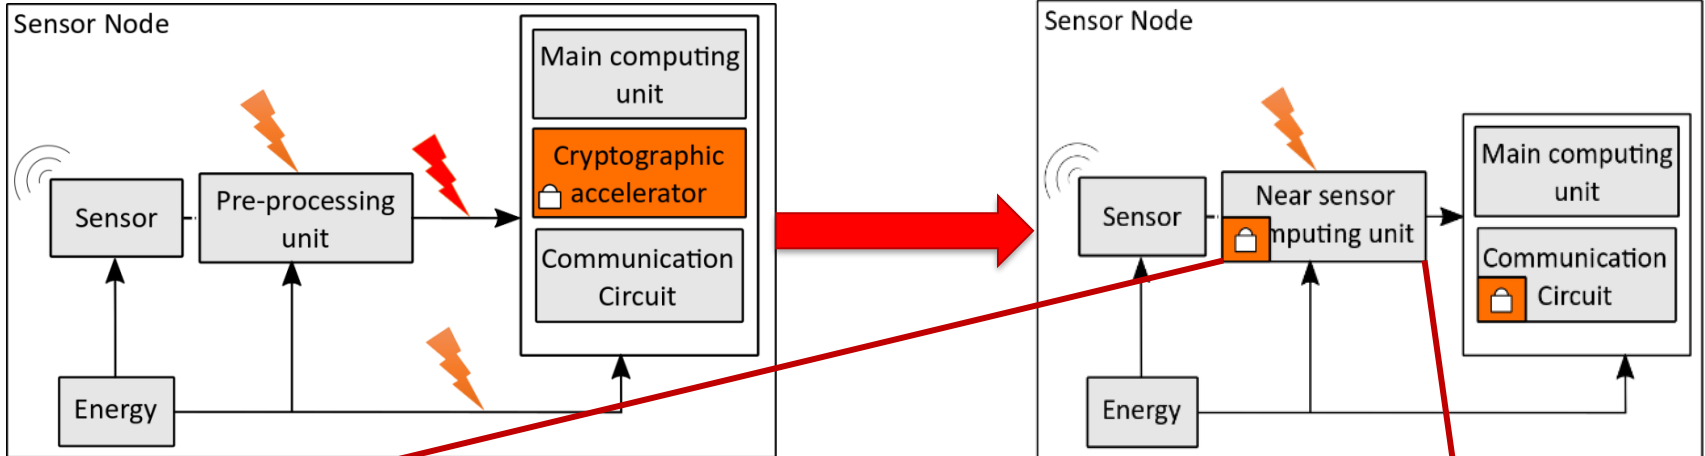 Sensor Node
Main computing
unit
Cryptographic
accelerator
Communication
Circuit
Pre-processing
unit
Sensor
Energy
Sensor Node
Main computing
unit
Communication
Circuit
Near sensor
mputing unit
Sensor
Energy